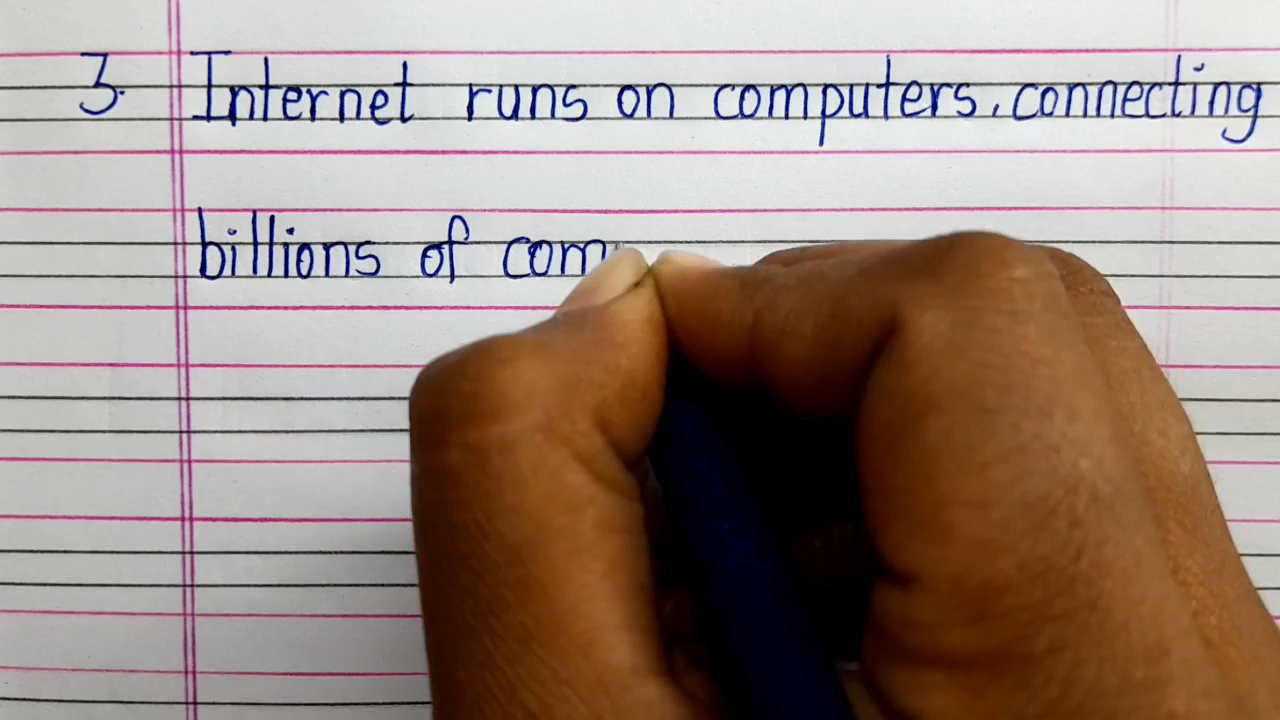 3. Internet runs on computers, connecting
billions of com